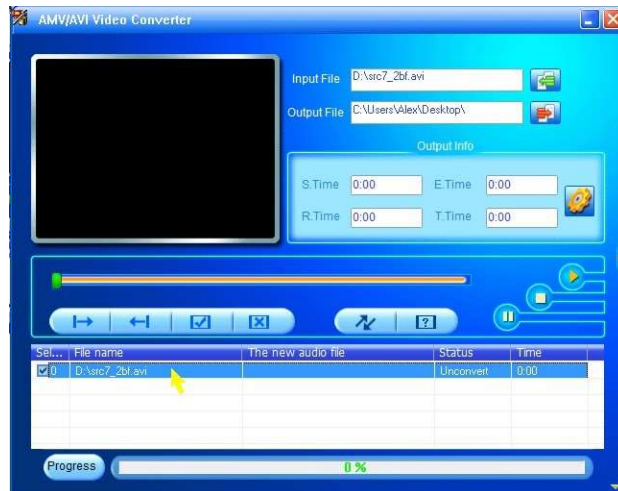 AMV/AVI Video Converter
Input File D:\src7_2bf.avi
Output File C:\Users\Alex\Desktop\
Output Info
S.Time 0:00 E.Time 0:00
R.Time 0:00 T.Time 0:00
Sel... File name The new audio file Status Time
0 D:\src7_2bf.avi Unconvert 0:00
Progress 0 %